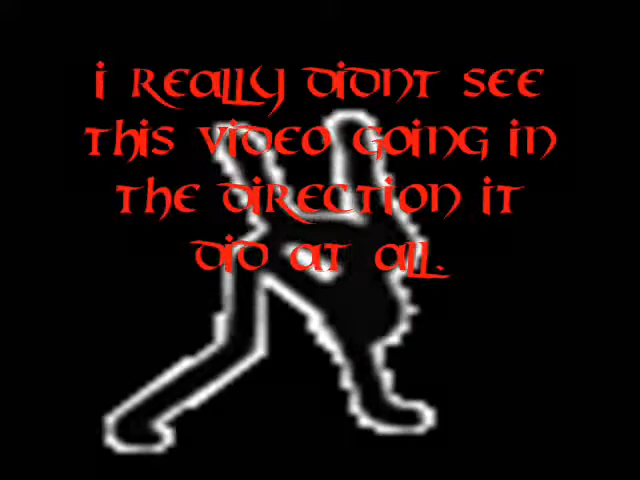 i really didnt see
this video going in
the direction it
did at all.